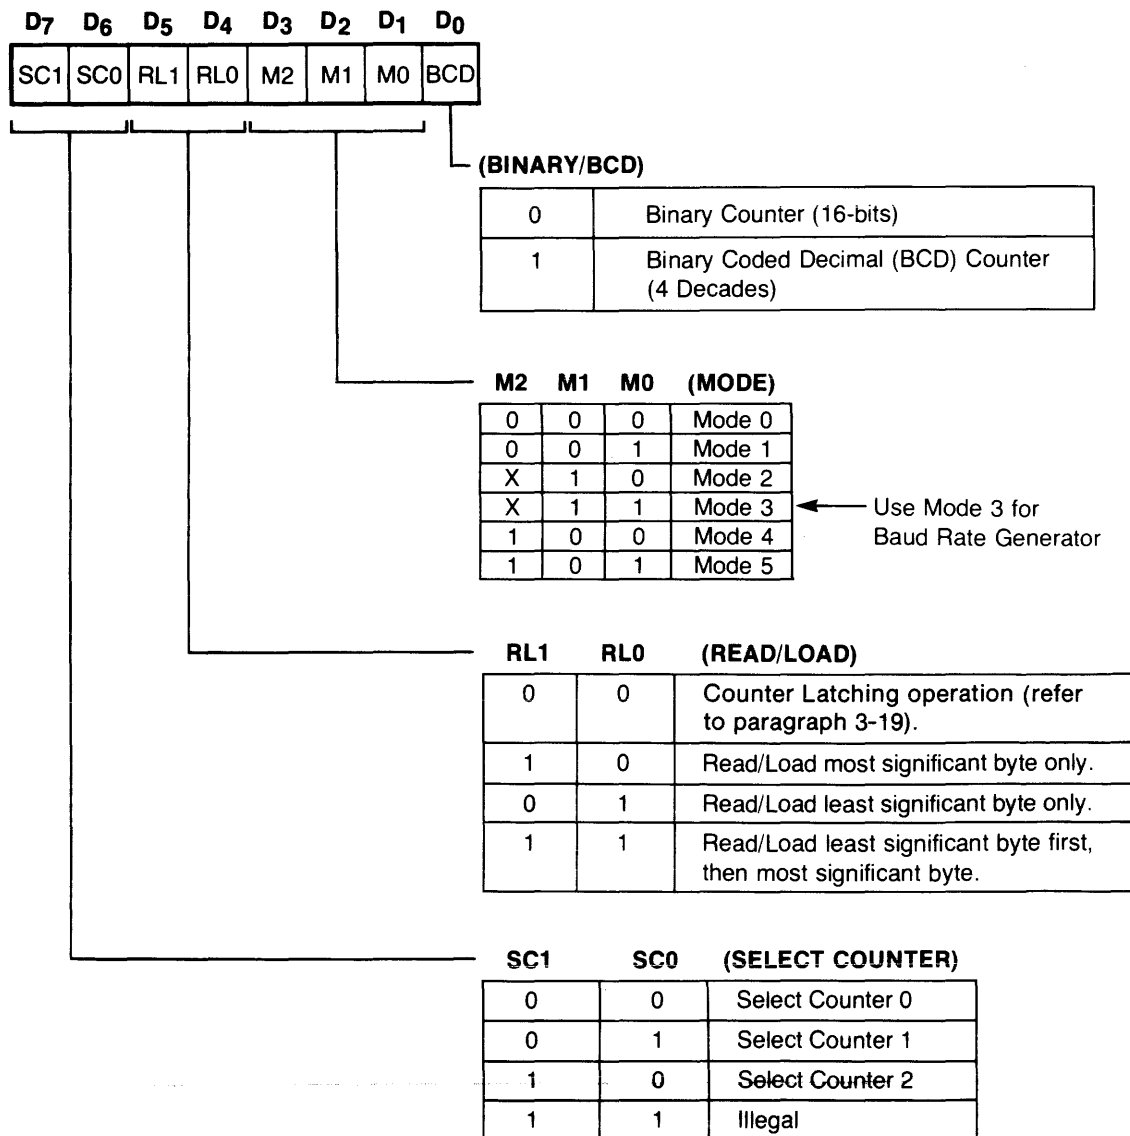 D7 D6 D5 D4 D3 D2 D1 D0
SC1 SC0 RL1 RL0 M2 M1 M0 BCD
(BINARY/BCD)
0 Binary Counter (16-bits)
1 Binary Coded Decimal (BCD) Counter
(4 Decades)
M2 M1 M0 (MODE)
0 0 0 Mode 0
0 0 1 Mode 1
X 1 0 Mode 2
X 1 1 Mode 3
1 0 0 Mode 4
1 0 1 Mode 5
Use Mode 3 for
Baud Rate Generator
RL1 RL0 (READ/LOAD)
0 0 Counter Latching operation (refer
to paragraph 3-19).
1 0 Read/Load most significant byte only.
0 1 Read/Load least significant byte only.
1 1 Read/Load least significant byte first,
then most significant byte.
SC1 SC0 (SELECT COUNTER)
0 0 Select Counter 0
0 1 Select Counter 1
1 0 Select Counter 2
1 1 Illegal